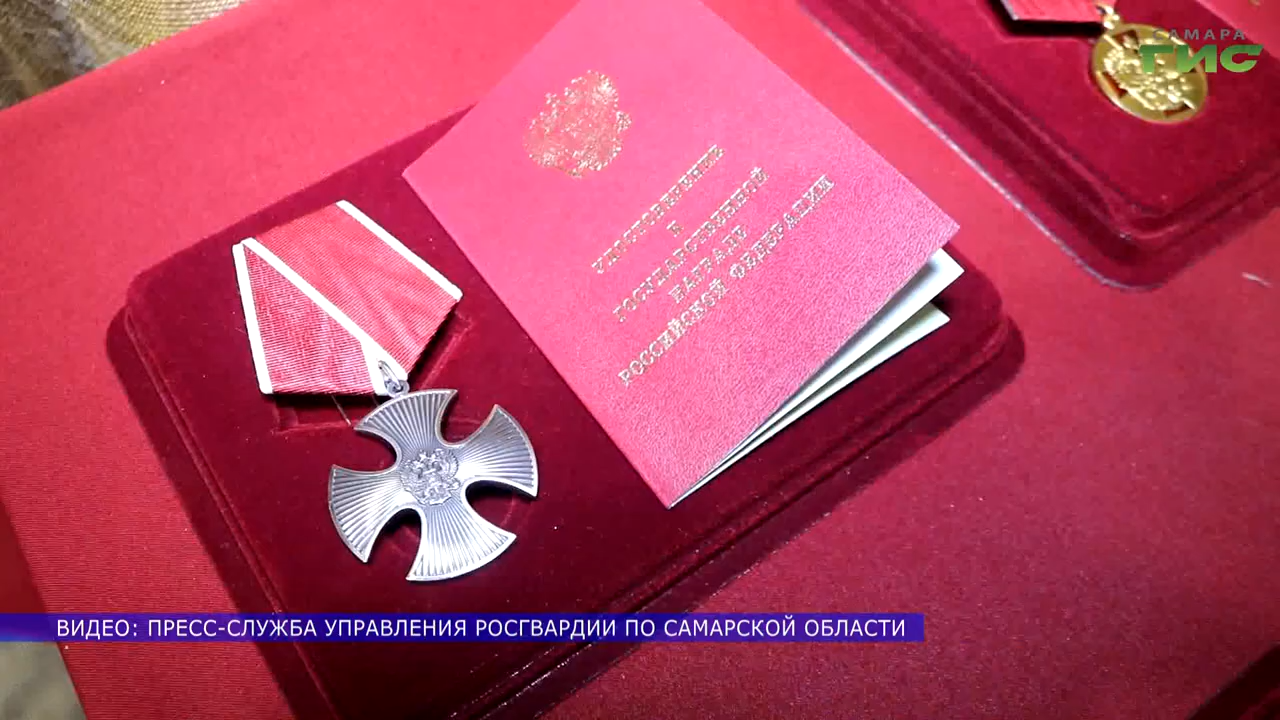 САМАРА
ГИС
УДОСТОВЕРЕНИЕ
К
ГОСУДАРСТВЕННОЙ
НАГРАДЕ
РОССИЙСКОЙ ФЕДЕРАЦИИ
ВИДЕО: ПРЕСС-СЛУЖБА УПРАВЛЕНИЯ РОСГВАРДИИ ПО САМАРСКОЙ ОБЛАСТИ